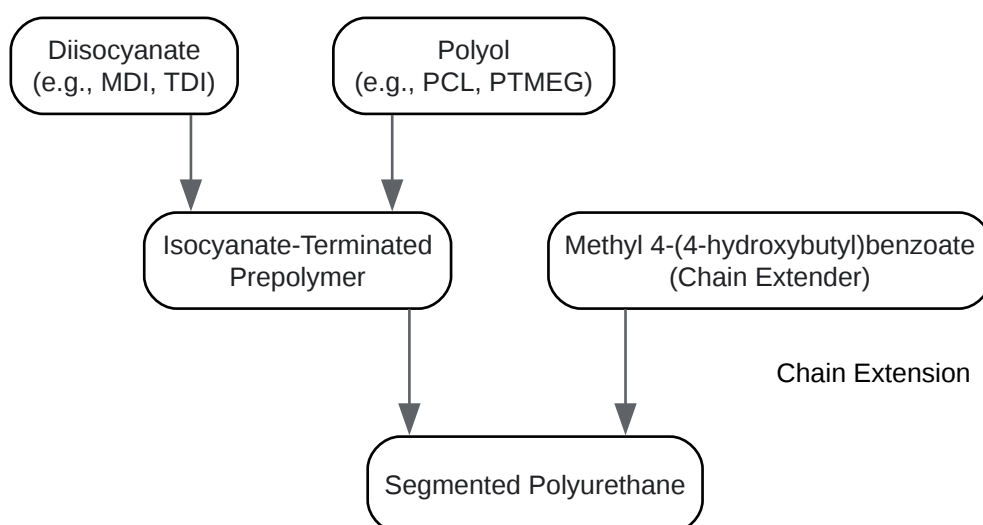 Diisocyanate
(e.g., MDI, TDI)
Polyol
(e.g., PCL, PTMEG)
Isocyanate-Terminated
Prepolymer
Methyl 4-(4-hydroxybutyl)benzoate
(Chain Extender)
Chain Extension
Segmented Polyurethane